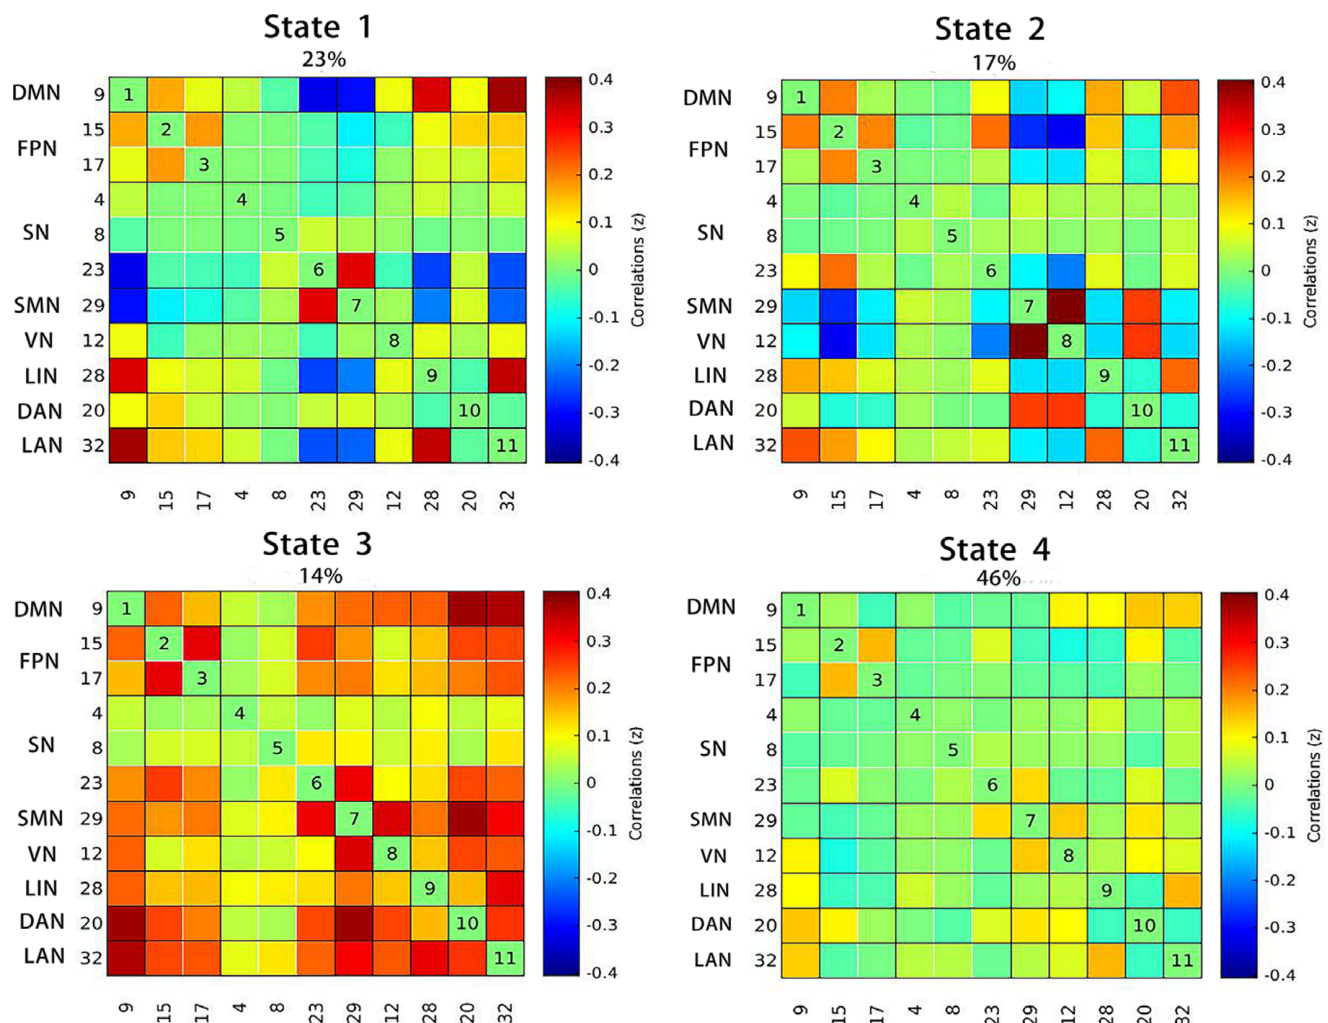 State 1
23%
DMN 9 1 0.4
15 2 0.3
FPN
17 3 0.2
4 4 0.1
SN 8 5
23 6 0
SMN 29 7 -0.1
VN 12 8 -0.2
LIN 28 9
DAN 20 10 -0.3
LAN 32 11 -0.4
Correlations (z)
9 15 17 4 8 23 29 12 28 20 32
State 2
17%
DMN 9 1 0.4
15 2 0.3
FPN
17 3 0.2
4 4 0.1
SN 8 5
23 6 0
SMN 29 7 -0.1
VN 12 8 -0.2
LIN 28 9
DAN 20 10 -0.3
LAN 32 11 -0.4
Correlations (z)
9 15 17 4 8 23 29 12 28 20 32
State 3
14%
DMN 9 1 0.4
15 2 0.3
FPN
17 3 0.2
4 4 0.1
SN 8 5
23 6 0
SMN 29 7 -0.1
VN 12 8 -0.2
LIN 28 9
DAN 20 10 -0.3
LAN 32 11 -0.4
Correlations (z)
9 15 17 4 8 23 29 12 28 20 32
State 4
46%
DMN 9 1 0.4
15 2 0.3
FPN
17 3 0.2
4 4 0.1
SN 8 5
23 6 0
SMN 29 7 -0.1
VN 12 8 -0.2
LIN 28 9
DAN 20 10 -0.3
LAN 32 11 -0.4
Correlations (z)
9 15 17 4 8 23 29 12 28 20 32